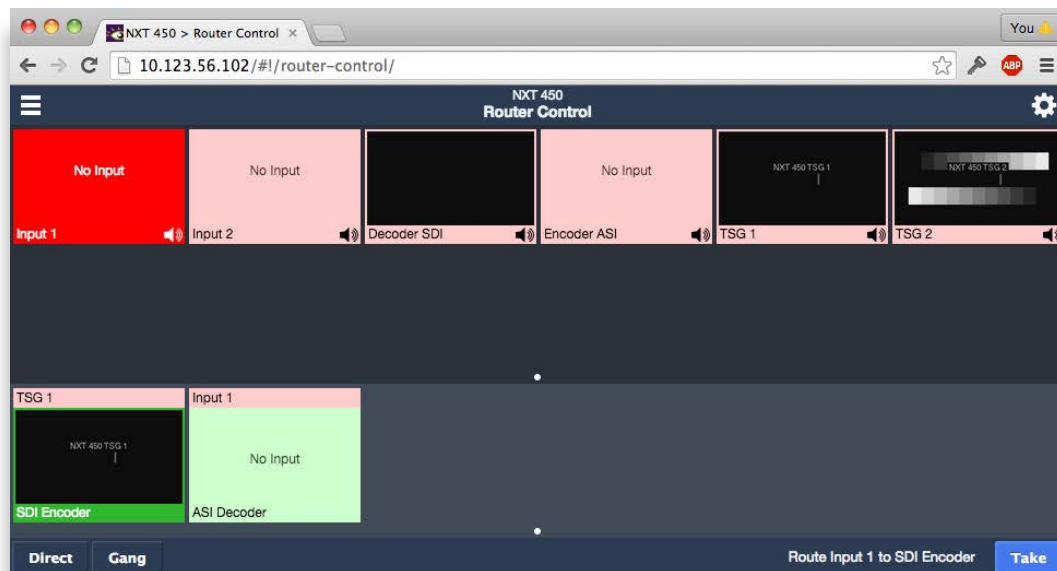 NXT 450 > Router Control ×
You
10.123.56.102/#!/router-control/
ABP
NXT 450
Router Control
No Input
No Input
No Input
NXT 450 TSG 1
NXT 450 TSG 2
Input 1
Input 2
Decoder SDI
Encoder ASI
TSG 1
TSG 2
TSG 1
Input 1
NXT 450 TSG 1
No Input
SDI Encoder
ASI Decoder
Direct
Gang
Route Input 1 to SDI Encoder
Take